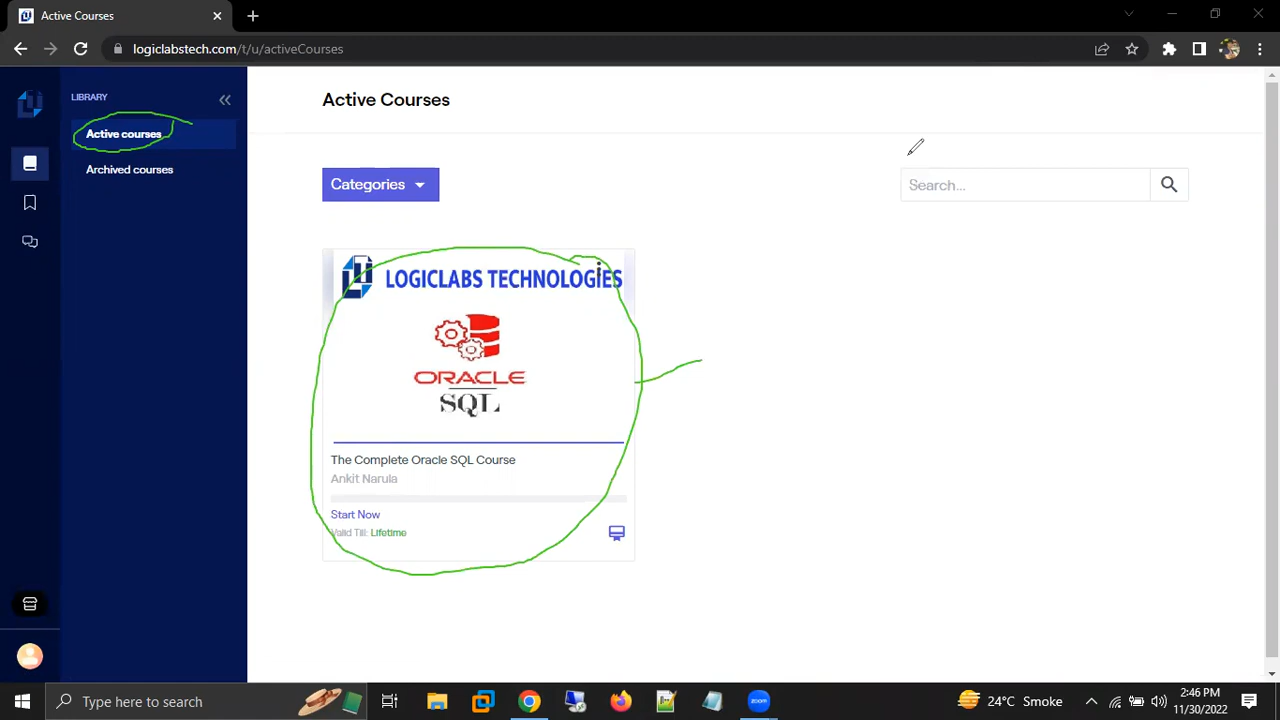 Active Courses
logiclabstech.com/t/u/activeCourses
LIBRARY
Active courses
Archived courses
Active Courses
Categories
Search...
LOGICLABS TECHNOLOGIES
ORACLE
SQL
The Complete Oracle SQL Course
Ankit Narula
Start Now
Valid Till: Lifetime
Type here to search
zoom
24°C Smoke
2:46 PM
11/30/2022